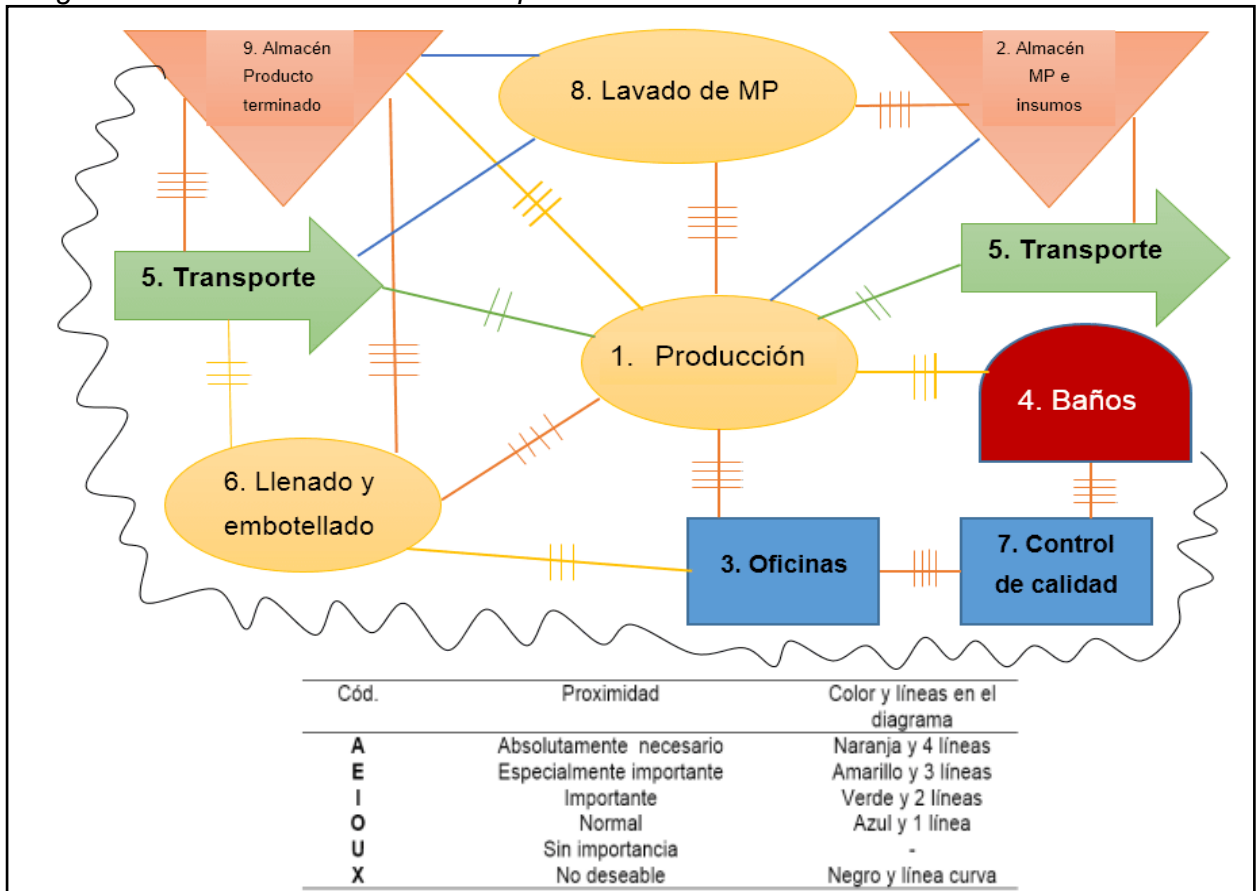 9. Almacén
Producto
terminado
8. Lavado de MP
2. Almacén
MP e
insumos
5. Transporte
5. Transporte
1. Producción
4. Baños
6. Llenado y
embotellado
3. Oficinas
7. Control
de calidad
Cód. Proximidad Color y líneas en el
diagrama
A Absolutamente necesario Naranja y 4 líneas
E Especialmente importante Amarillo y 3 líneas
I Importante Verde y 2 líneas
O Normal Azul y 1 línea
U Sin importancia -
X No deseable Negro y línea curva